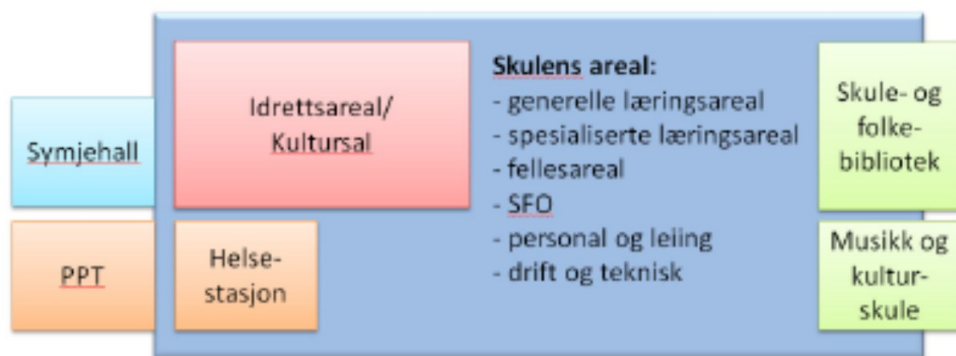 Symjehall
PPT
Idrettsareal/
Kultursal
Helse-
stasjon
Skulens areal:
- generelle læringsareal
- spesialiserte læringsareal
- fellesareal
- SFO
- personal og leiing
- drift og teknisk
Skule- og
folke-
bibliotek
Musikk og
kultur-
skule